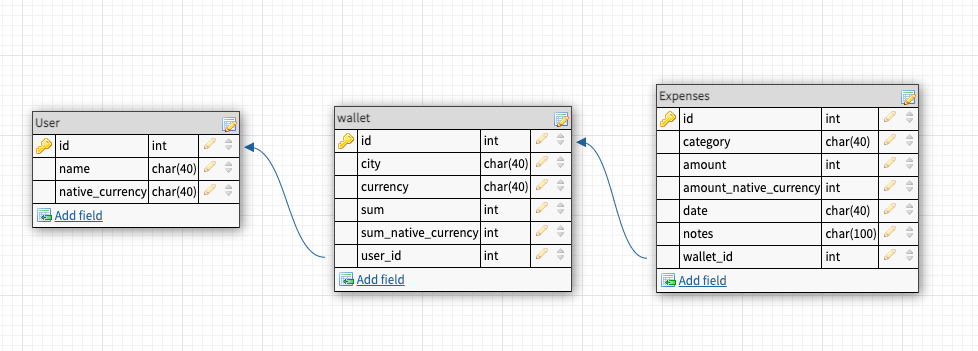 User
id int
name char(40)
native_currency char(40)
Add field
wallet
id int
city char(40)
currency char(40)
sum int
sum_native_currency int
user_id int
Add field
Expenses
id int
category char(40)
amount int
amount_native_currency int
date char(40)
notes char(100)
wallet_id int
Add field